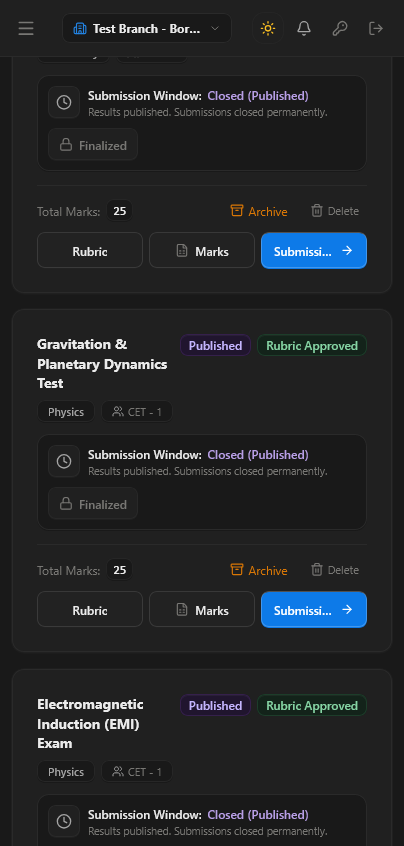 Test Branch - Bor...
Submission Window: Closed (Published)
Results published. Submissions closed permanently.
Finalized
Total Marks: 25 Archive Delete
Rubric Marks Submissi...
Gravitation &
Planetary Dynamics
Test
Published Rubric Approved
Physics CET - 1
Submission Window: Closed (Published)
Results published. Submissions closed permanently.
Finalized
Total Marks: 25 Archive Delete
Rubric Marks Submissi...
Electromagnetic
Induction (EMI)
Exam
Published Rubric Approved
Physics CET - 1
Submission Window: Closed (Published)
Results published. Submissions closed permanently.